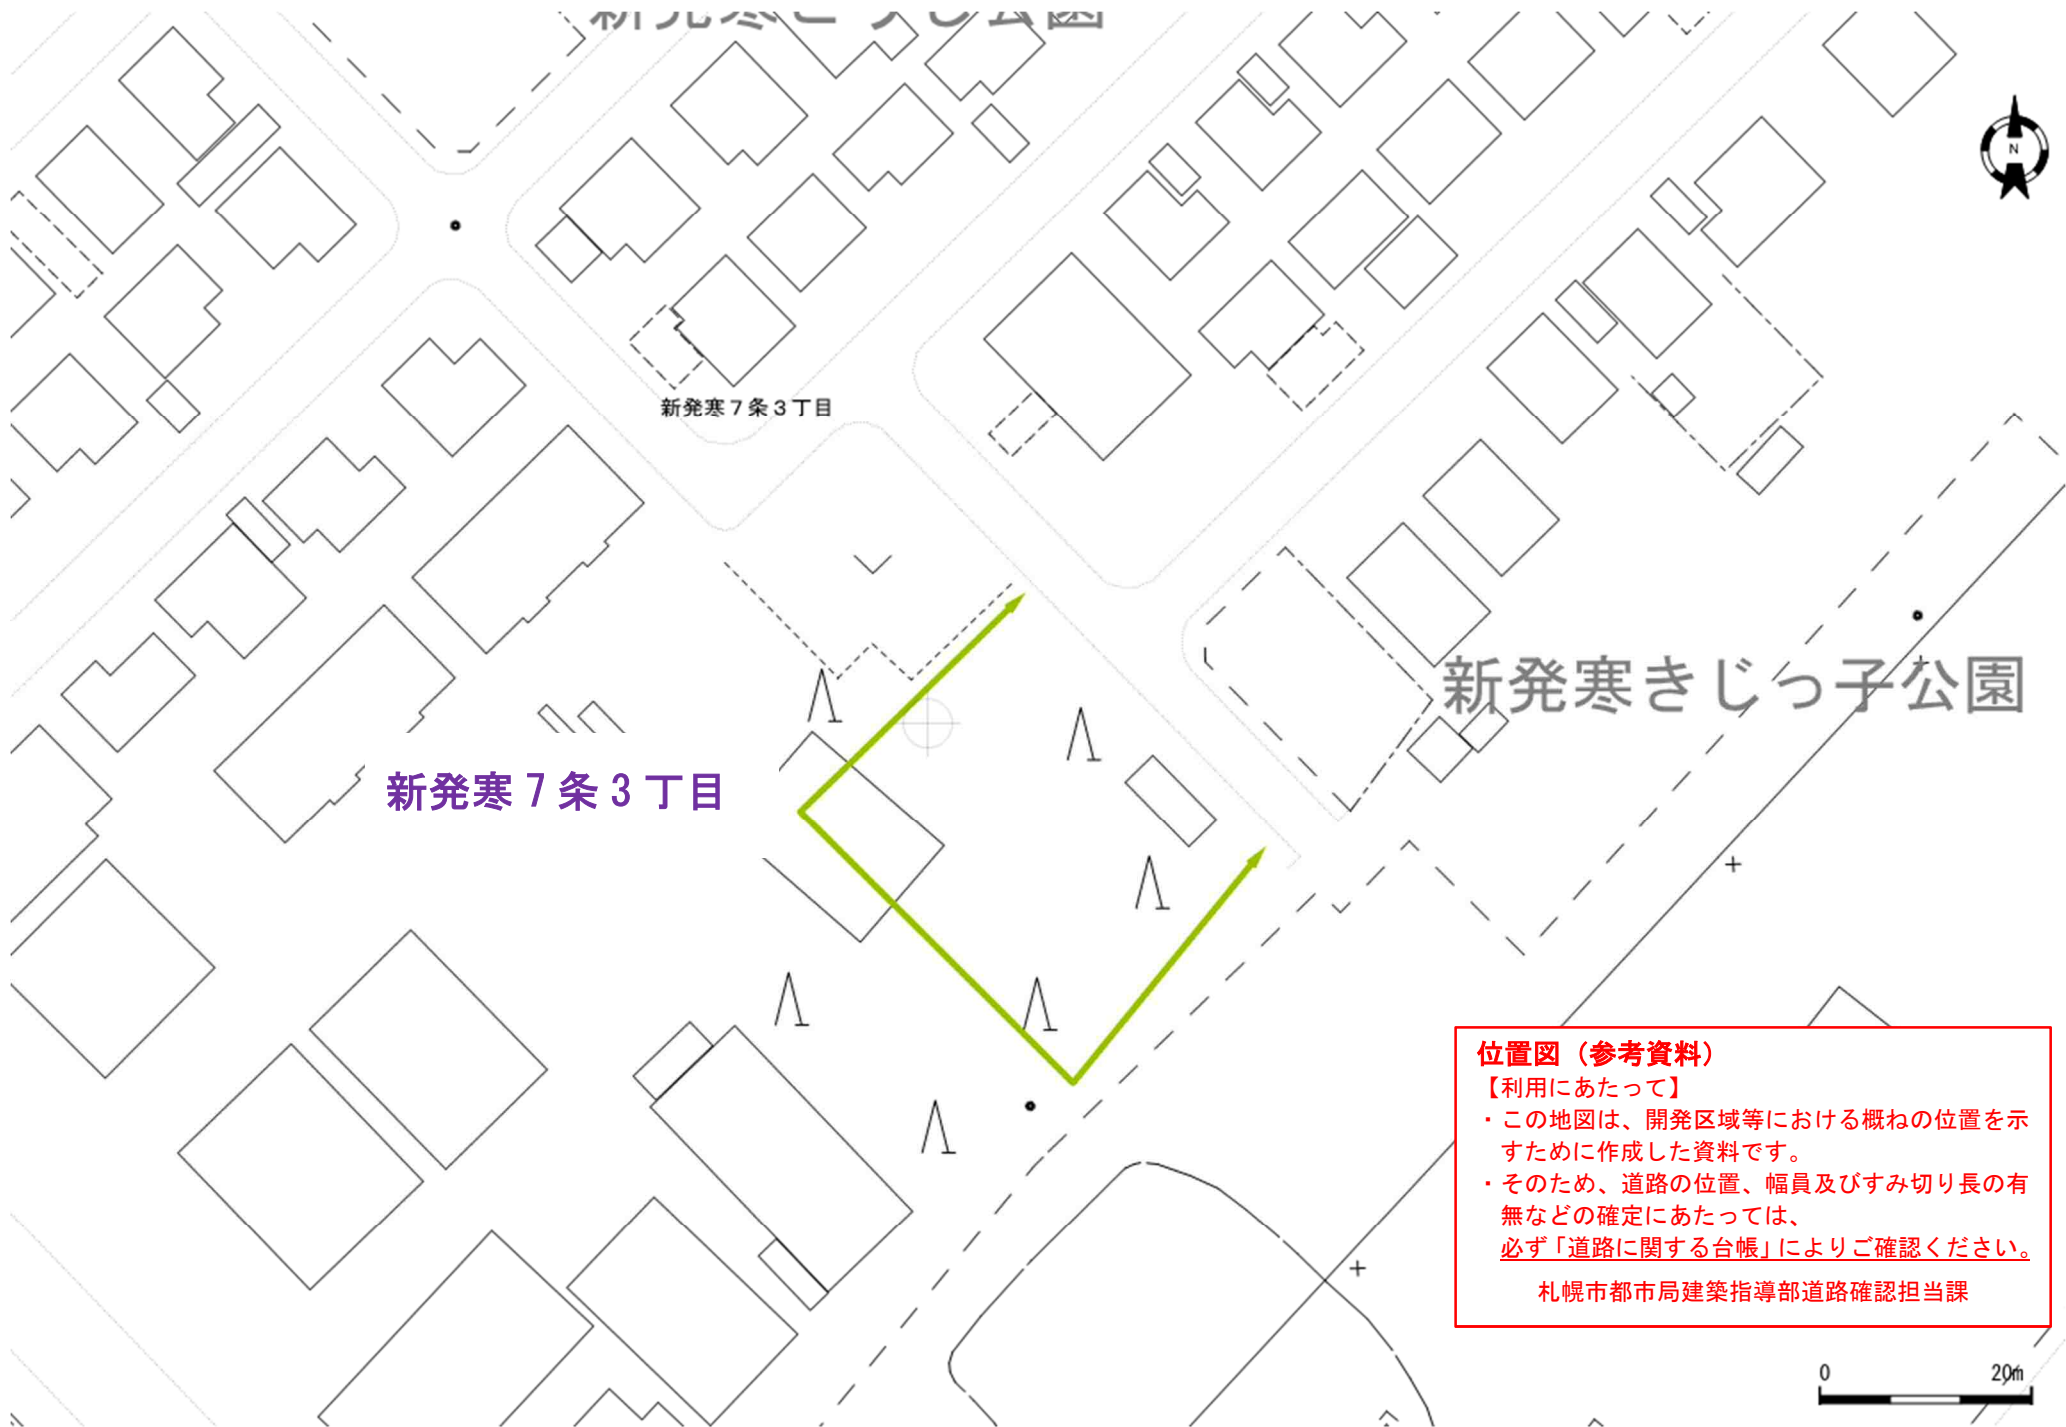 公園
N
新発寒７条３丁目
新発寒きじっ子公園
新発寒７条３丁目
位置図（参考資料）
【利用にあたって】
・この地図は、開発区域等における概ねの位置を示
すために作成した資料です。
・そのため、道路の位置、幅員及びすみ切り長の有
無などの確定にあたっては、
必ず「道路に関する台帳」によりご確認ください。
札幌市都市局建築指導部道路確認担当課
0 20m